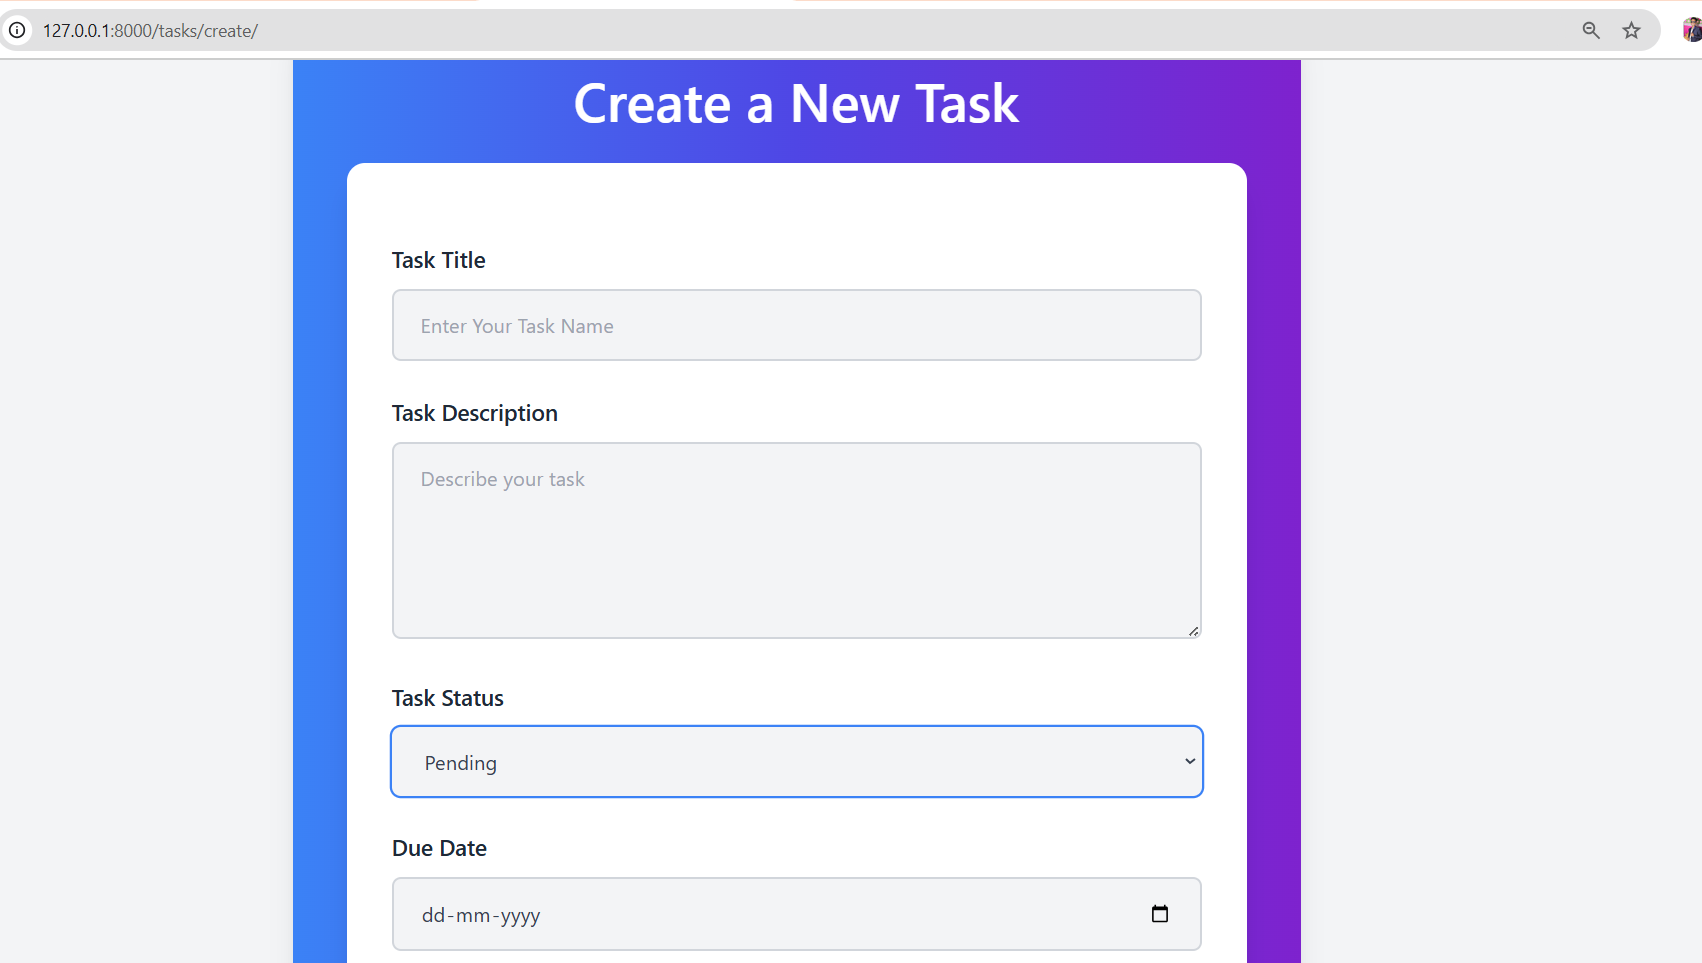 127.0.0.1:8000/tasks/create/
Create a New Task
Task Title
Enter Your Task Name
Task Description
Describe your task
Task Status
Pending
Due Date
dd-mm-yyyy